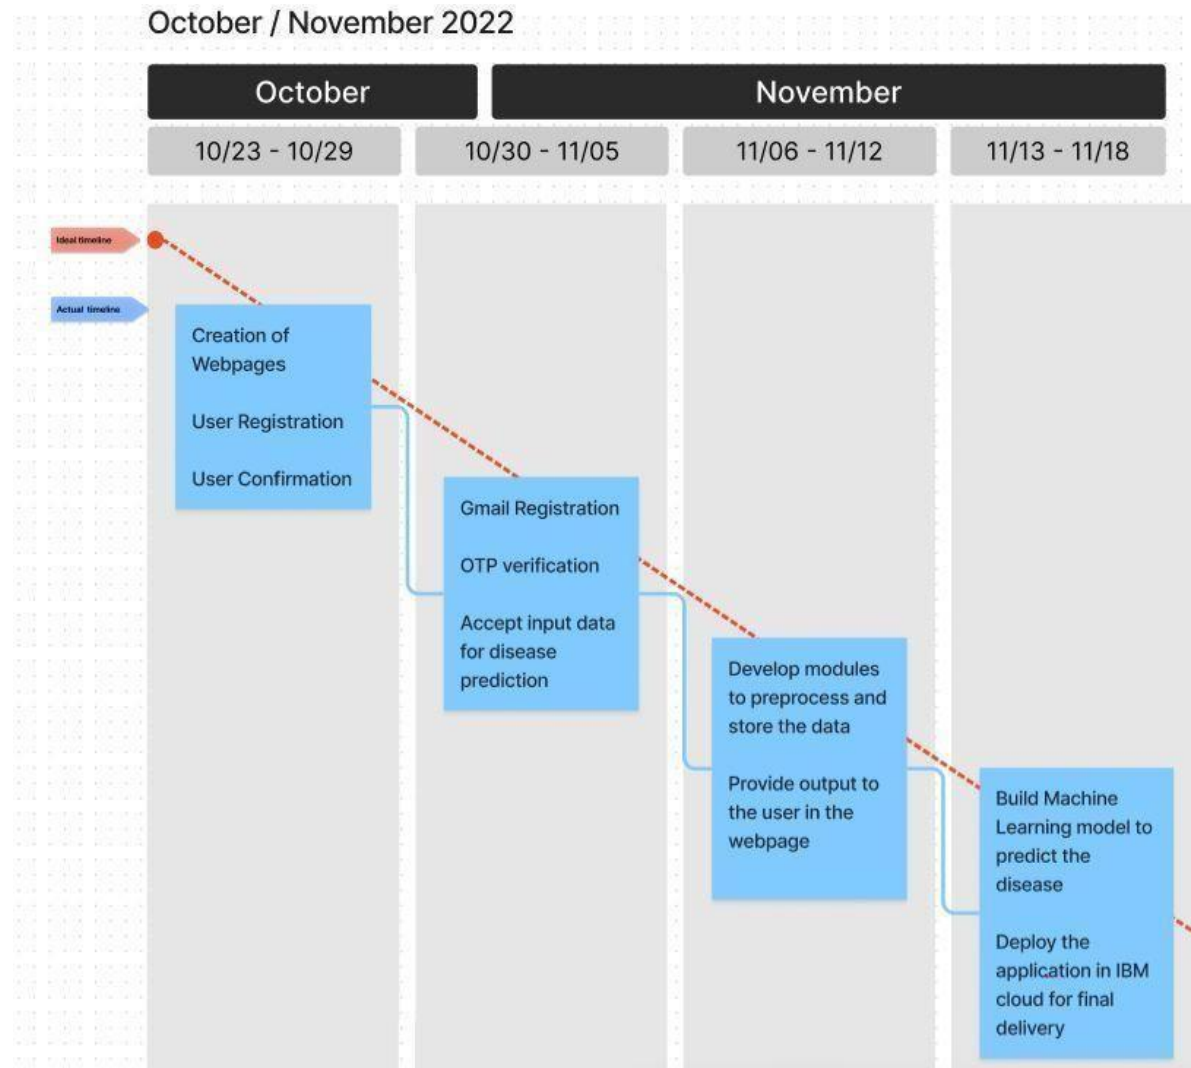 October / November 2022
October
November
10/23 - 10/29
10/30 - 11/05
11/06 - 11/12
11/13 - 11/18
Ideal timeline
Actual timeline
Creation of
Webpages
User Registration
User Confirmation
Gmail Registration
OTP verification
Accept input data
for disease
prediction
Develop modules
to preprocess and
store the data
Provide output to
the user in the
webpage
Build Machine
Learning model to
predict the
disease
Deploy the
application in IBM
cloud for final
delivery